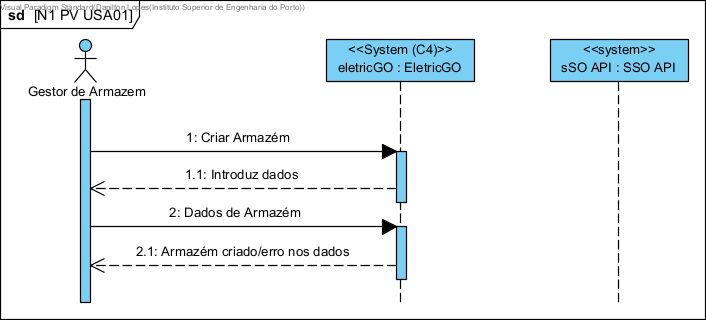 Visual Paradigm Standard(Danilton Lopes(Instituto Superior de Engenharia do Porto))
sd [N1 PV USA01]
Gestor de Armazem
<<System (C4)>>
eletricGO : EletricGO
<<system>>
sSO API : SSO API
1: Criar Armazém
1.1: Introduz dados
2: Dados de Armazém
2.1: Armazém criado/erro nos dados